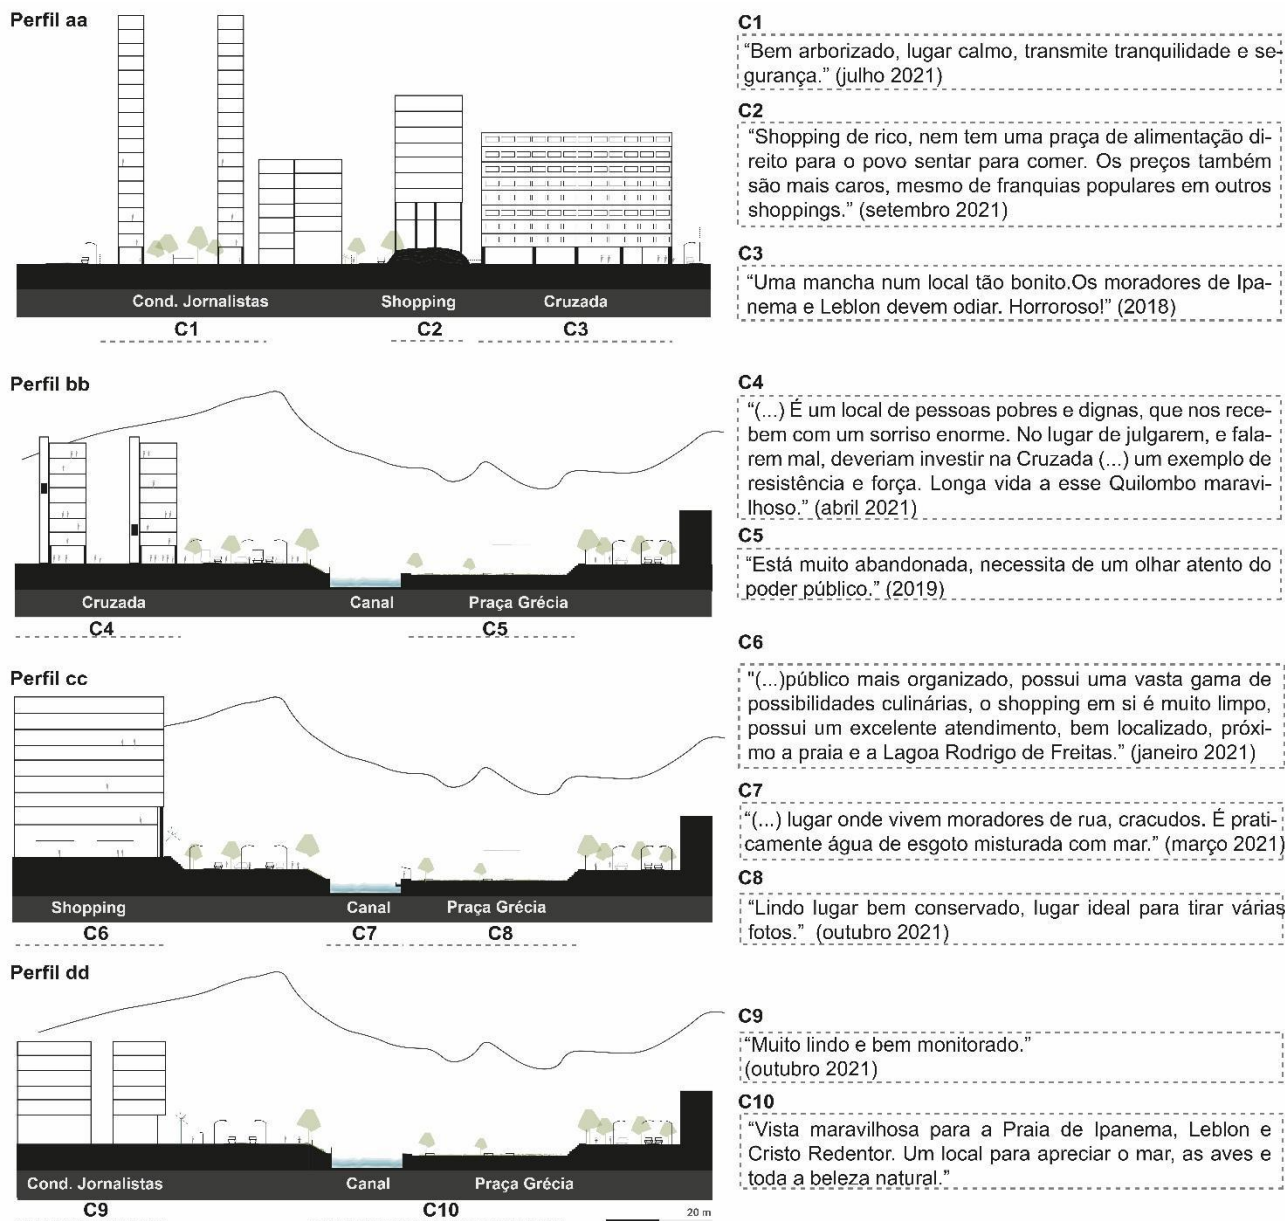 Perfil aa
Cond. Jornalistas
Shopping
Cruzada
C1
C2
C3
Perfil bb
Cruzada
Canal
Praça Grécia
C4
C5
Perfil cc
Shopping
Canal
Praça Grécia
C6
C7
C8
Perfil dd
Cond. Jornalistas
Canal
Praça Grécia
C9
C10
20 m
C1
“Bem arborizado, lugar calmo, transmite tranquilidade e se-
gurança.” (julho 2021)
C2
“Shopping de rico, nem tem uma praça de alimentação di-
reito para o povo sentar para comer. Os preços também
são mais caros, mesmo de franquias populares em outros
shoppings.” (setembro 2021)
C3
“Uma mancha num local tão bonito.Os moradores de Ipa-
nema e Leblon devem odiar. Horroroso!” (2018)
C4
“(...) É um local de pessoas pobres e dignas, que nos rece-
bem com um sorriso enorme. No lugar de julgarem, e fala-
rem mal, deveriam investir na Cruzada (...) um exemplo de
resistência e força. Longa vida a esse Quilombo maravi-
lhoso.” (abril 2021)
C5
“Está muito abandonada, necessita de um olhar atento do
poder público.” (2019)
C6
"(...)público mais organizado, possui uma vasta gama de
possibilidades culinárias, o shopping em si é muito limpo,
possui um excelente atendimento, bem localizado, próxi-
mo a praia e a Lagoa Rodrigo de Freitas.” (janeiro 2021)
C7
“(...) lugar onde vivem moradores de rua, cracudos. É prati-
camente água de esgoto misturada com mar.” (março 2021)
C8
“Lindo lugar bem conservado, lugar ideal para tirar várias
fotos.” (outubro 2021)
C9
“Muito lindo e bem monitorado.”
(outubro 2021)
C10
“Vista maravilhosa para a Praia de Ipanema, Leblon e
Cristo Redentor. Um local para apreciar o mar, as aves e
toda a beleza natural.”